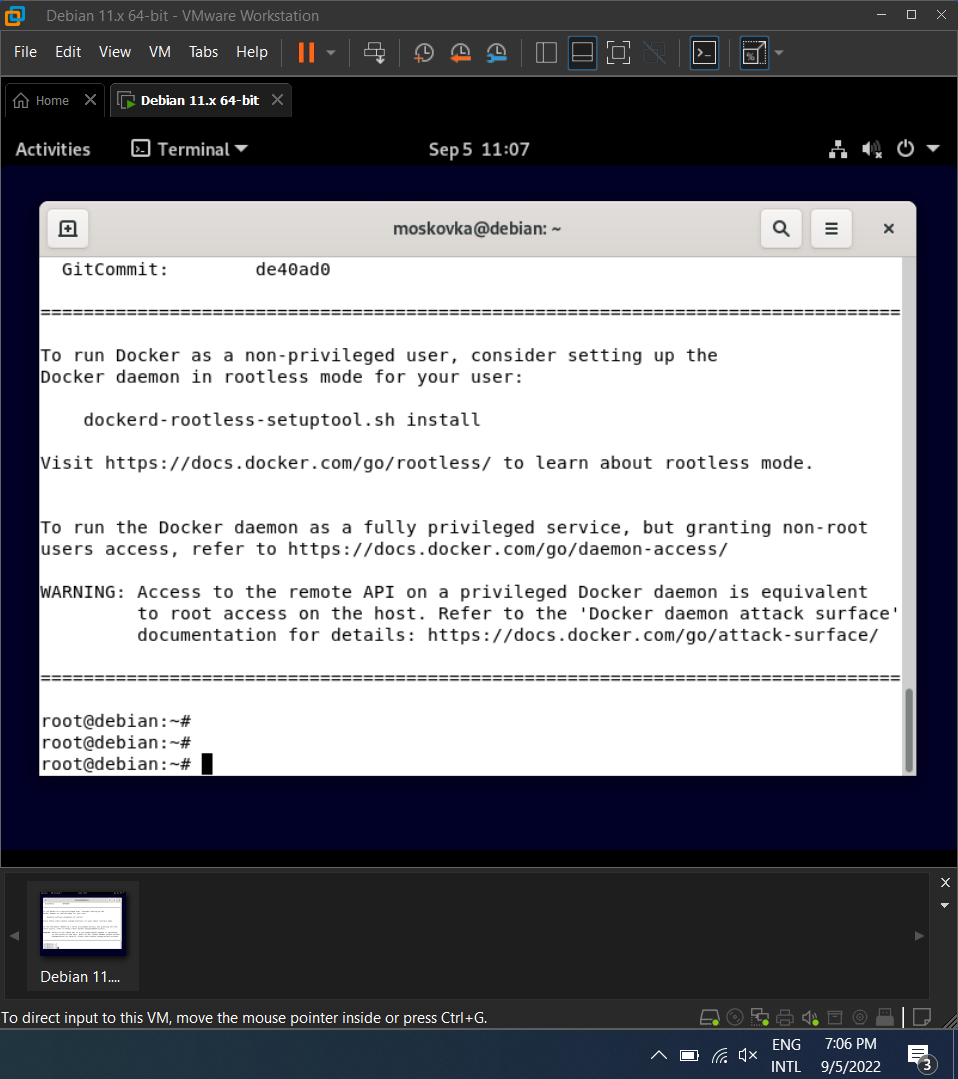 Debian 11.x 64-bit - VMware Workstation
File Edit View VM Tabs Help
Home Debian 11.x 64-bit
Activities Terminal Sep 5 11:07
moskovka@debian: ~
GitCommit: de40ad0
================================================================================
To run Docker as a non-privileged user, consider setting up the
Docker daemon in rootless mode for your user:
dockerd-rootless-setuptool.sh install
Visit https://docs.docker.com/go/rootless/ to learn about rootless mode.
To run the Docker daemon as a fully privileged service, but granting non-root
users access, refer to https://docs.docker.com/go/daemon-access/
WARNING: Access to the remote API on a privileged Docker daemon is equivalent
to root access on the host. Refer to the 'Docker daemon attack surface'
documentation for details: https://docs.docker.com/go/attack-surface/
================================================================================
root@debian:~#
root@debian:~#
root@debian:~#
Debian 11....
To direct input to this VM, move the mouse pointer inside or press Ctrl+G.
ENG 7:06 PM
INTL 9/5/2022 3